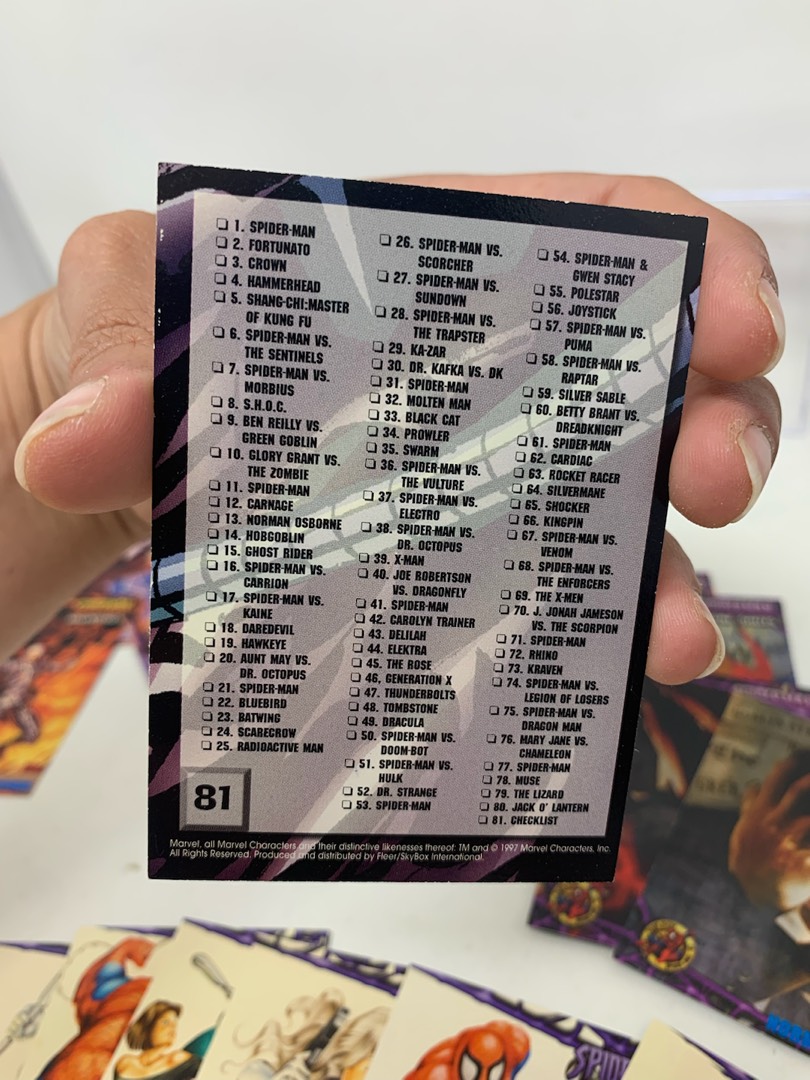 ❏ 1. SPIDER-MAN
❏ 2. FORTUNATO
❏ 3. CROWN
❏ 4. HAMMERHEAD
❏ 5. SHANG-CHI:MASTER
OF KUNG FU
❏ 6. SPIDER-MAN VS.
THE SENTINELS
❏ 7. SPIDER-MAN VS.
MORBIUS
❏ 8. S.H.O.C.
❏ 9. BEN REILLY VS.
GREEN GOBLIN
❏ 10. GLORY GRANT VS.
THE ZOMBIE
❏ 11. SPIDER-MAN
❏ 12. CARNAGE
❏ 13. NORMAN OSBORNE
❏ 14. HOBGOBLIN
❏ 15. GHOST RIDER
❏ 16. SPIDER-MAN VS.
CARRION
❏ 17. SPIDER-MAN VS.
KAINE
❏ 18. DAREDEVIL
❏ 19. HAWKEYE
❏ 20. AUNT MAY VS.
DR. OCTOPUS
❏ 21. SPIDER-MAN
❏ 22. BLUEBIRD
❏ 23. BATWING
❏ 24. SCARECROW
❏ 25. RADIOACTIVE MAN
❏ 26. SPIDER-MAN VS.
SCORCHER
❏ 27. SPIDER-MAN VS.
SUNDOWN
❏ 28. SPIDER-MAN VS.
THE TRAPSTER
❏ 29. KA-ZAR
❏ 30. DR. KAFKA VS. DK
❏ 31. SPIDER-MAN
❏ 32. MOLTEN MAN
❏ 33. BLACK CAT
❏ 34. PROWLER
❏ 35. SWARM
❏ 36. SPIDER-MAN VS.
THE VULTURE
❏ 37. SPIDER-MAN VS.
ELECTRO
❏ 38. SPIDER-MAN VS.
DR. OCTOPUS
❏ 39. X-MAN
❏ 40. JOE ROBERTSON
VS. DRAGONFLY
❏ 41. SPIDER-MAN
❏ 42. CAROLYN TRAINER
❏ 43. DELILAH
❏ 44. ELEKTRA
❏ 45. THE ROSE
❏ 46. GENERATION X
❏ 47. THUNDERBOLTS
❏ 48. TOMBSTONE
❏ 49. DRACULA
❏ 50. SPIDER-MAN VS.
DOOM-BOT
❏ 51. SPIDER-MAN VS.
HULK
❏ 52. DR. STRANGE
❏ 53. SPIDER-MAN
❏ 54. SPIDER-MAN &
GWEN STACY
❏ 55. POLESTAR
❏ 56. JOYSTICK
❏ 57. SPIDER-MAN VS.
PUMA
❏ 58. SPIDER-MAN VS.
RAPTAR
❏ 59. SILVER SABLE
❏ 60. BETTY BRANT VS.
DREADKNIGHT
❏ 61. SPIDER-MAN
❏ 62. CARDIAC
❏ 63. ROCKET RACER
❏ 64. SILVERMANE
❏ 65. SHOCKER
❏ 66. KINGPIN
❏ 67. SPIDER-MAN VS.
VENOM
❏ 68. SPIDER-MAN VS.
THE ENFORCERS
❏ 69. THE X-MEN
❏ 70. J. JONAH JAMESON
VS. THE SCORPION
❏ 71. SPIDER-MAN
❏ 72. RHINO
❏ 73. KRAVEN
❏ 74. SPIDER-MAN VS.
LEGION OF LOSERS
❏ 75. SPIDER-MAN VS.
DRAGON MAN
❏ 76. MARY JANE VS.
CHAMELEON
❏ 77. SPIDER-MAN
❏ 78. MUSE
❏ 79. THE LIZARD
❏ 80. JACK O' LANTERN
❏ 81. CHECKLIST
81
Marvel, all Marvel Characters and their distinctive likenesses thereof: TM and © 1997 Marvel Characters, Inc.
All Rights Reserved. Produced and distributed by Fleer/SkyBox International.